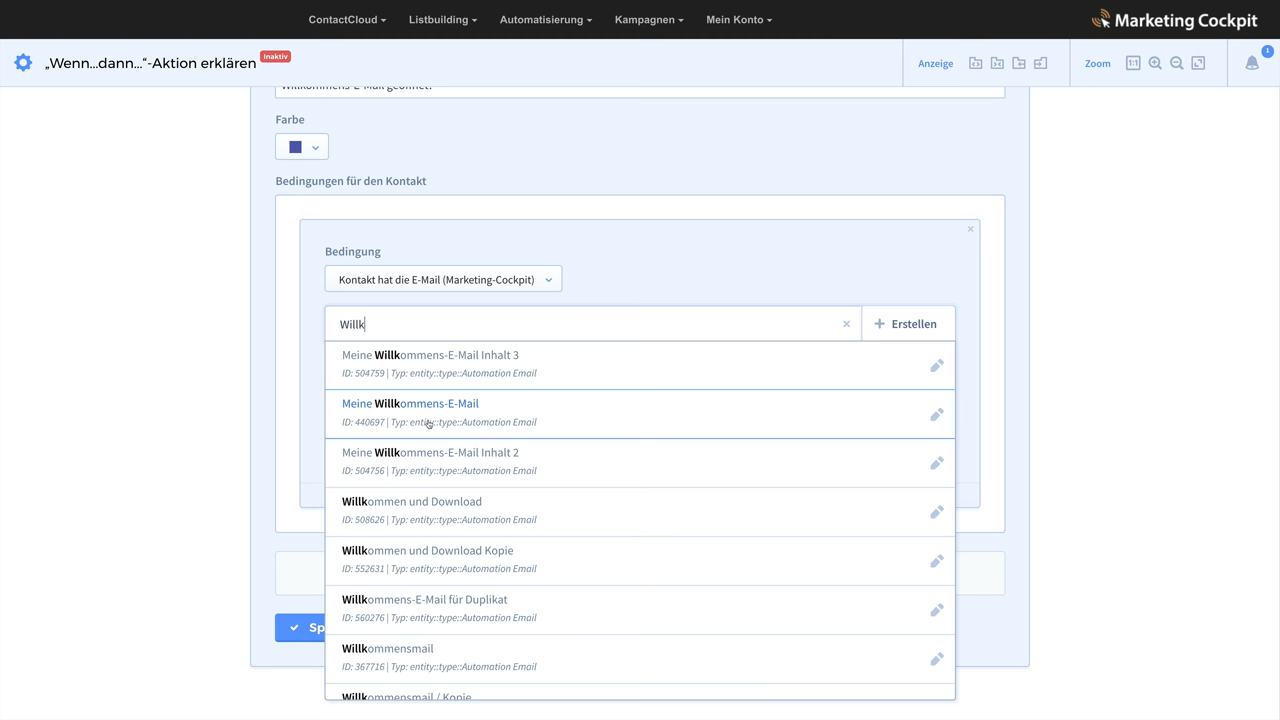 ContactCloud Listbuilding Automatisierung Kampagnen Mein Konto Marketing Cockpit
„Wenn...dann..."-Aktion erklären Inaktiv Anzeige Zoom 1:1 1
Willkommens-E-Mail geöffnet?
Farbe
Bedingungen für den Kontakt
×
Bedingung
Kontakt hat die E-Mail (Marketing-Cockpit)
Willk × + Erstellen
Meine Willkommens-E-Mail Inhalt 3
ID: 504759 | Typ: entity::type::Automation Email
Meine Willkommens-E-Mail
ID: 440697 | Typ: entity::type::Automation Email
Meine Willkommens-E-Mail Inhalt 2
ID: 504756 | Typ: entity::type::Automation Email
Willkommen und Download
ID: 508626 | Typ: entity::type::Automation Email
Willkommen und Download Kopie
ID: 552631 | Typ: entity::type::Automation Email
Willkommens-E-Mail für Duplikat
ID: 560276 | Typ: entity::type::Automation Email
Sp
Willkommensmail
ID: 367716 | Typ: entity::type::Automation Email
Willkommensmail / Kopie